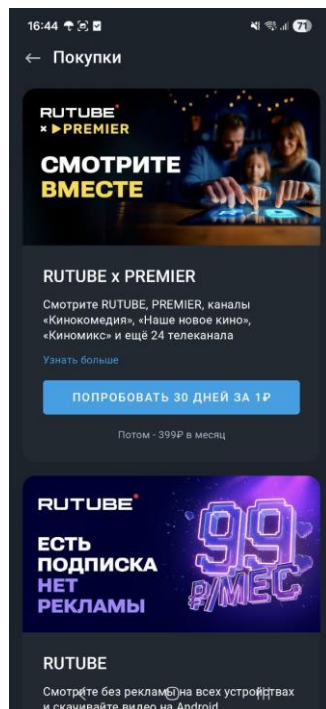 16:44
71
← Покупки
RUTUBE
× PREMIER
СМОТРИТЕ
ВМЕСТЕ
RUTUBE x PREMIER
Смотрите RUTUBE, PREMIER, каналы
«Кинокомедия», «Наше новое кино»,
«Киномикс» и ещё 24 телеканала
Узнать больше
ПОПРОБОВАТЬ 30 ДНЕЙ ЗА 1₽
Потом - 399₽ в месяц
RUTUBE
ЕСТЬ
ПОДПИСКА
НЕТ
РЕКЛАМЫ
99
₽/МЕС
RUTUBE
Смотрите без рекламы на всех устройствах
и скачивайте видео на Android